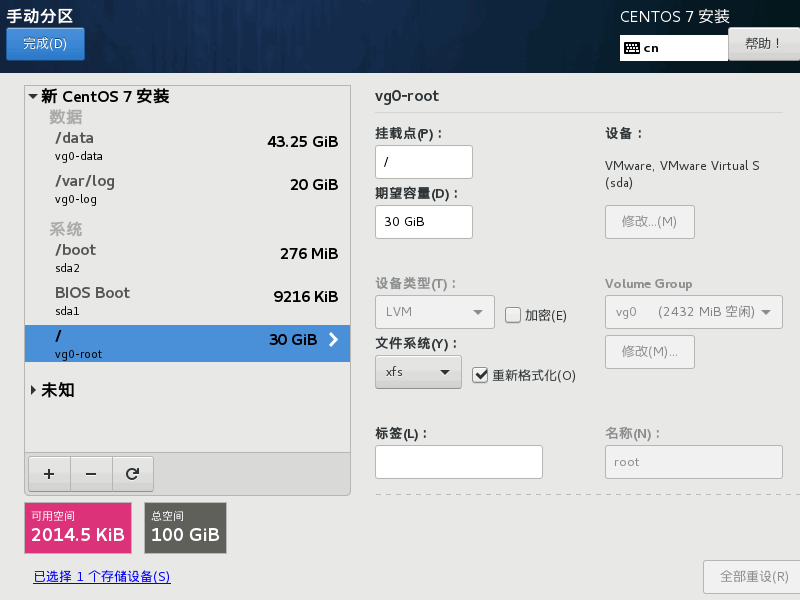 手动分区
完成(D)
CENTOS 7 安装
cn
帮助！
新 CentOS 7 安装
数据
/data
43.25 GiB
vg0-data
/var/log
20 GiB
vg0-log
系统
/boot
276 MiB
sda2
BIOS Boot
9216 KiB
sda1
/
30 GiB
vg0-root
未知
+ −
可用空间
2014.5 KiB
总空间
100 GiB
已选择 1 个存储设备(S)
vg0-root
挂载点(P)：
/
期望容量(D)：
30 GiB
设备：
VMware, VMware Virtual S
(sda)
修改...(M)
设备类型(T)：
LVM
加密(E)
Volume Group
vg0 (2432 MiB 空闲)
修改(M)...
文件系统(Y)：
xfs
重新格式化(O)
标签(L)：
名称(N)：
root
全部重设(R)